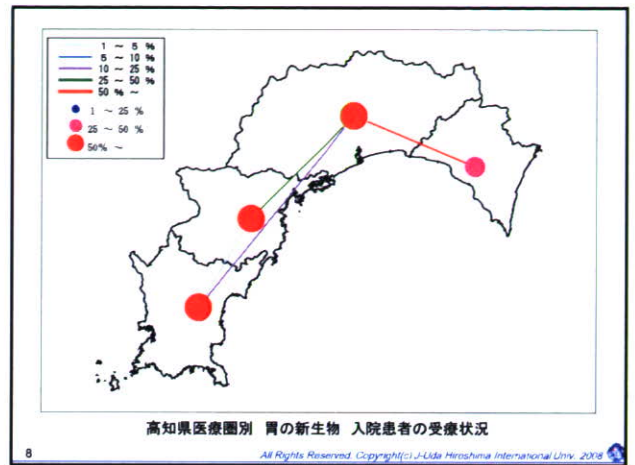 1 ～ 5 %
5 ～ 10 %
10 ～ 25 %
25 ～ 50 %
50 % ～
1 ～ 25 %
25 ～ 50 %
50% ～
高知県医療圏別 胃の新生物 入院患者の受療状況
8
All Rights Reserved, Copyright(c) J-Uda Hiroshima International Univ. 2008